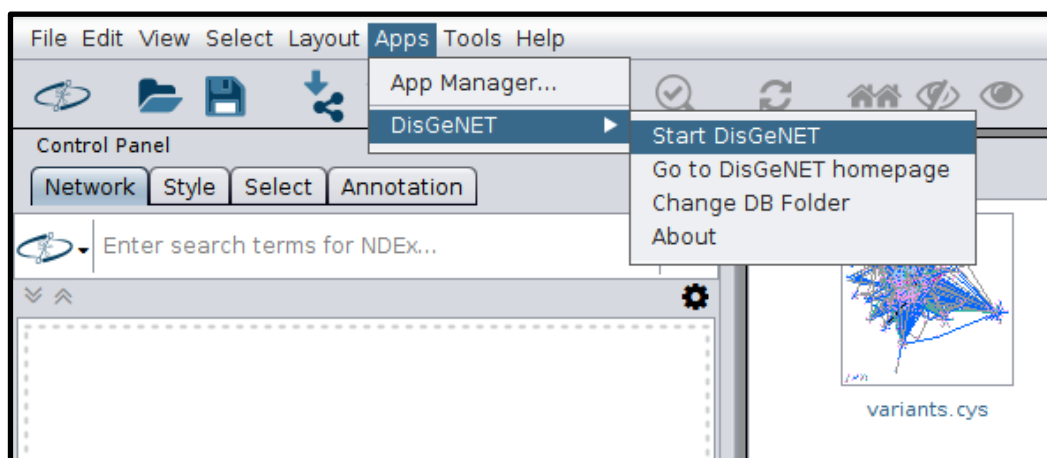 File Edit View Select Layout Apps Tools Help
App Manager...
DisGeNET
Start DisGeNET
Go to DisGeNET homepage
Change DB Folder
About
Control Panel
Network Style Select Annotation
Enter search terms for NDEx...
variants.cys